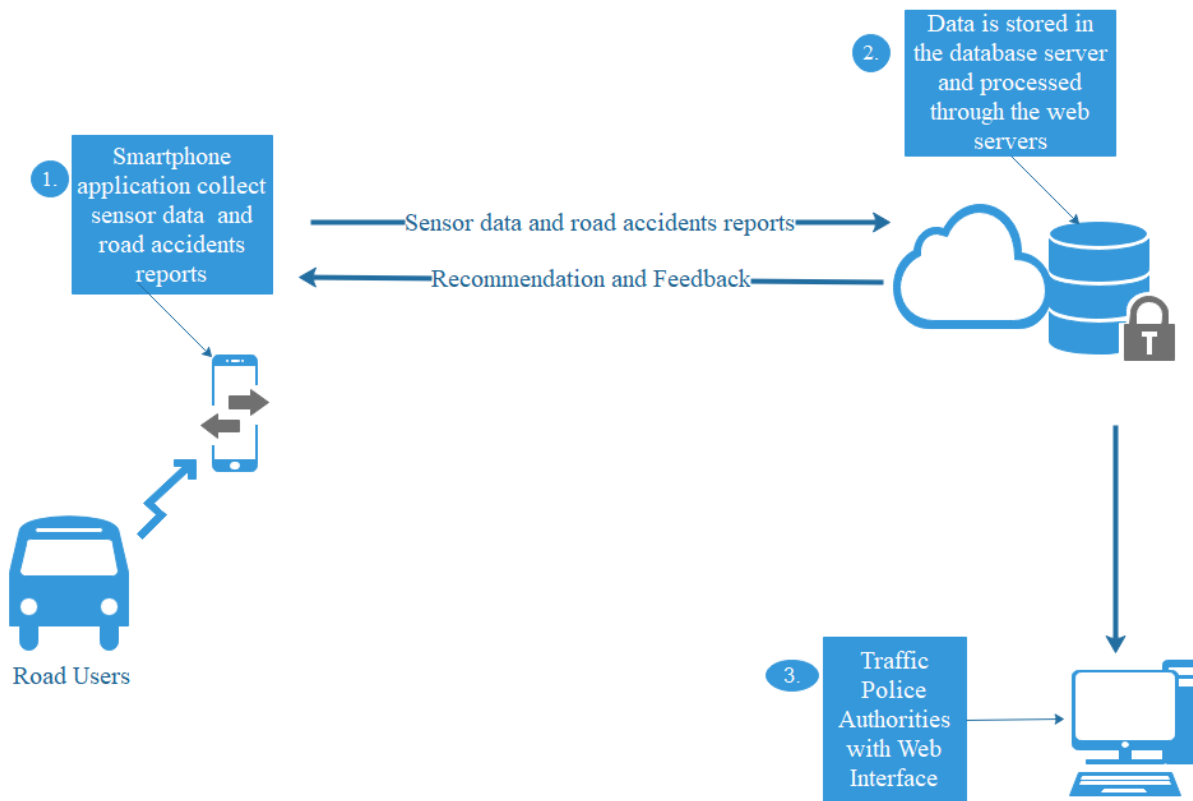 1.
Smartphone
application collect
sensor data and
road accidents
reports
2.
Data is stored in
the database server
and processed
through the web
servers
Sensor data and road accidents reports
Recommendation and Feedback
T
Road Users
3.
Traffic
Police
Authorities
with Web
Interface